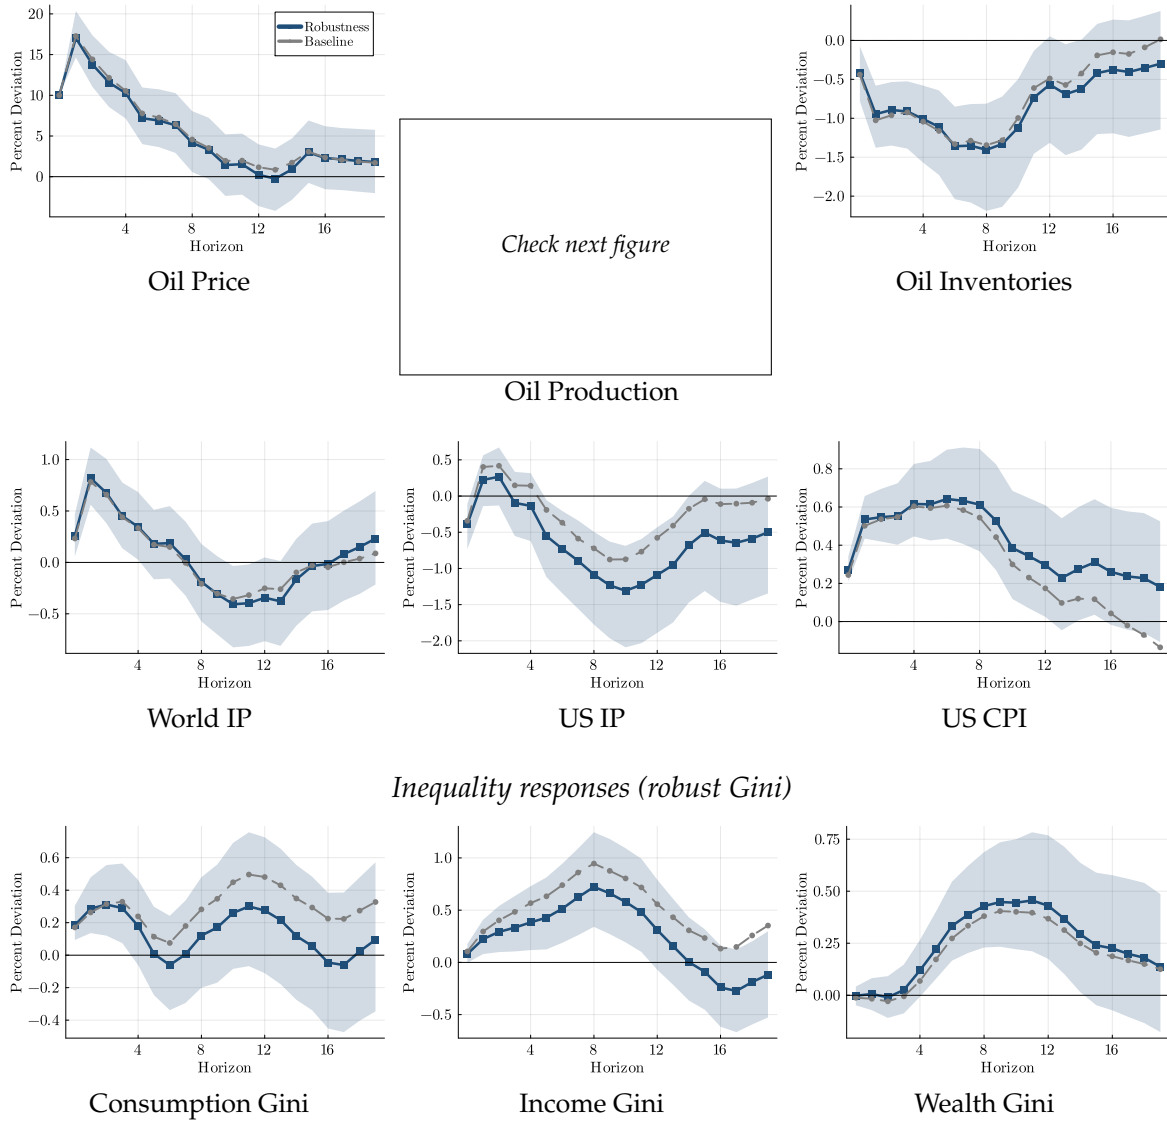 20
15
10
5
0
Percent Deviation
Robustness
Baseline
4
8
12
16
Horizon
Oil Price
Check next figure
Oil Production
0.0
−0.5
−1.0
−1.5
−2.0
Percent Deviation
4
8
12
16
Horizon
Oil Inventories
1.0
0.5
0.0
−0.5
Percent Deviation
4
8
12
16
Horizon
World IP
0.5
0.0
−0.5
−1.0
−1.5
−2.0
Percent Deviation
4
8
12
16
Horizon
US IP
0.8
0.6
0.4
0.2
0.0
Percent Deviation
4
8
12
16
Horizon
US CPI
Inequality responses (robust Gini)
0.6
0.4
0.2
0.0
−0.2
−0.4
Percent Deviation
4
8
12
16
Horizon
Consumption Gini
1.0
0.5
0.0
−0.5
Percent Deviation
4
8
12
16
Horizon
Income Gini
0.75
0.50
0.25
0.00
Percent Deviation
4
8
12
16
Horizon
Wealth Gini